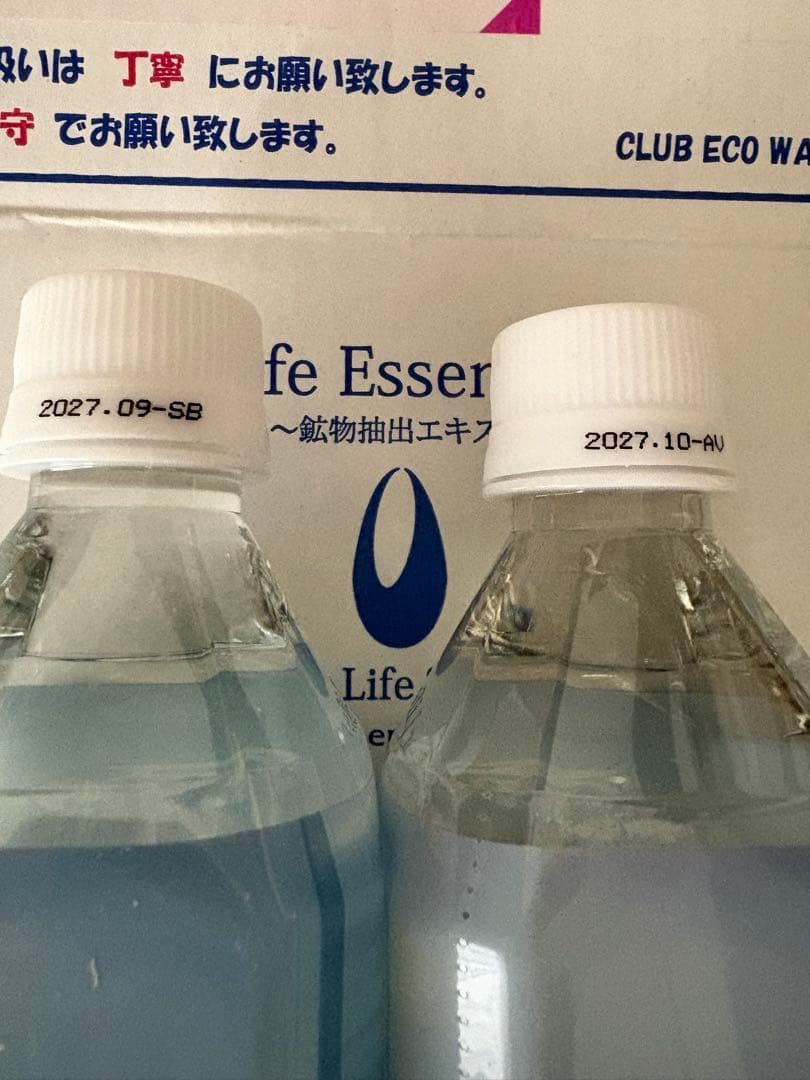 いは 丁寧 にお願い致します。
守 でお願い致します。
CLUB ECO WA
fe Essen
～鉱物抽出エキス
2027.09-SB
2027.10-AV
Life